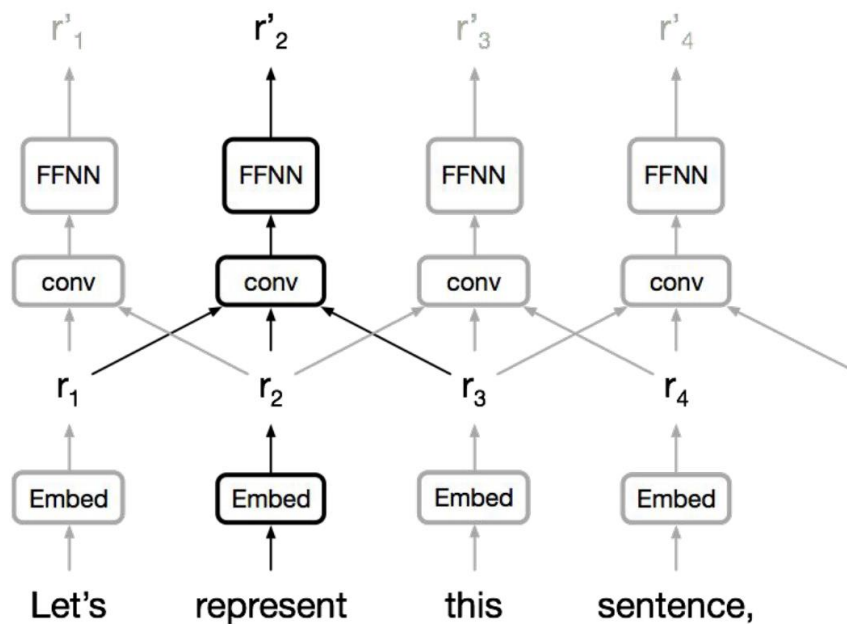 r'₁ r'₂ r'₃ r'₄
FFNN FFNN FFNN FFNN
conv conv conv conv
r₁ r₂ r₃ r₄
Embed Embed Embed Embed
Let's represent this sentence,